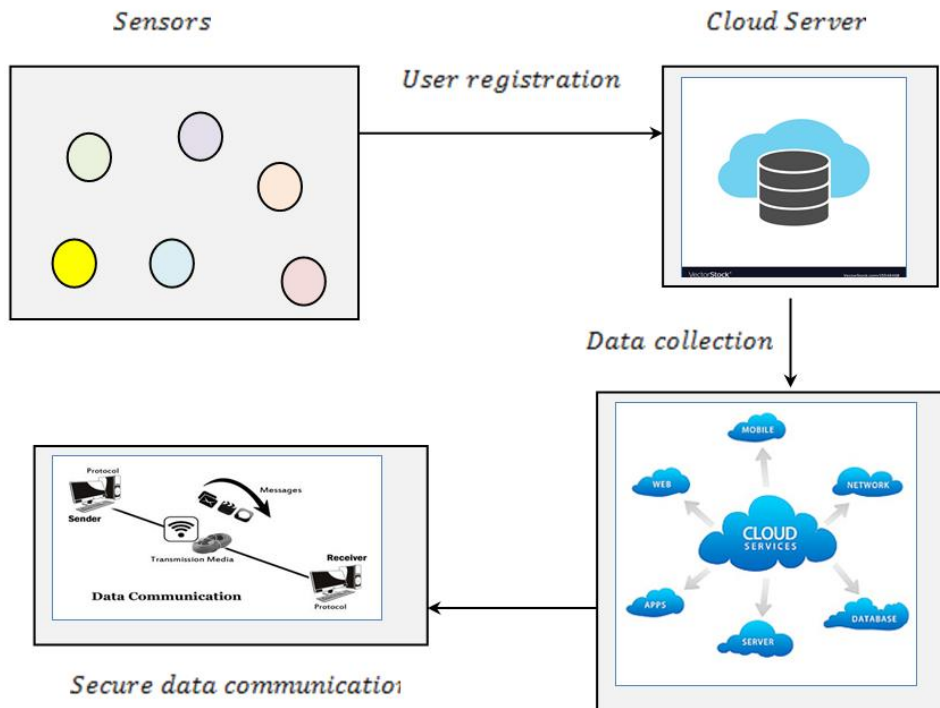 Sensors
Cloud Server
User registration
VectorStock®
Data collection
MOBILE
WEB
NETWORK
CLOUD
SERVICES
APPS
DATABASE
SERVER
Protocol
Messages
Sender
Transmission Media
Receiver
Data Communication
Protocol
Secure data communication